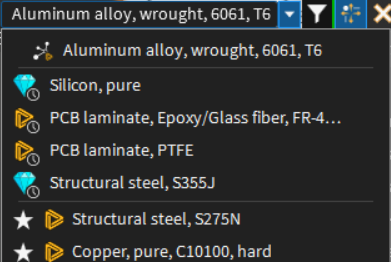 Aluminum alloy, wrought, 6061, T6
Aluminum alloy, wrought, 6061, T6
Silicon, pure
PCB laminate, Epoxy/Glass fiber, FR-4...
PCB laminate, PTFE
Structural steel, S355J
Structural steel, S275N
Copper, pure, C10100, hard